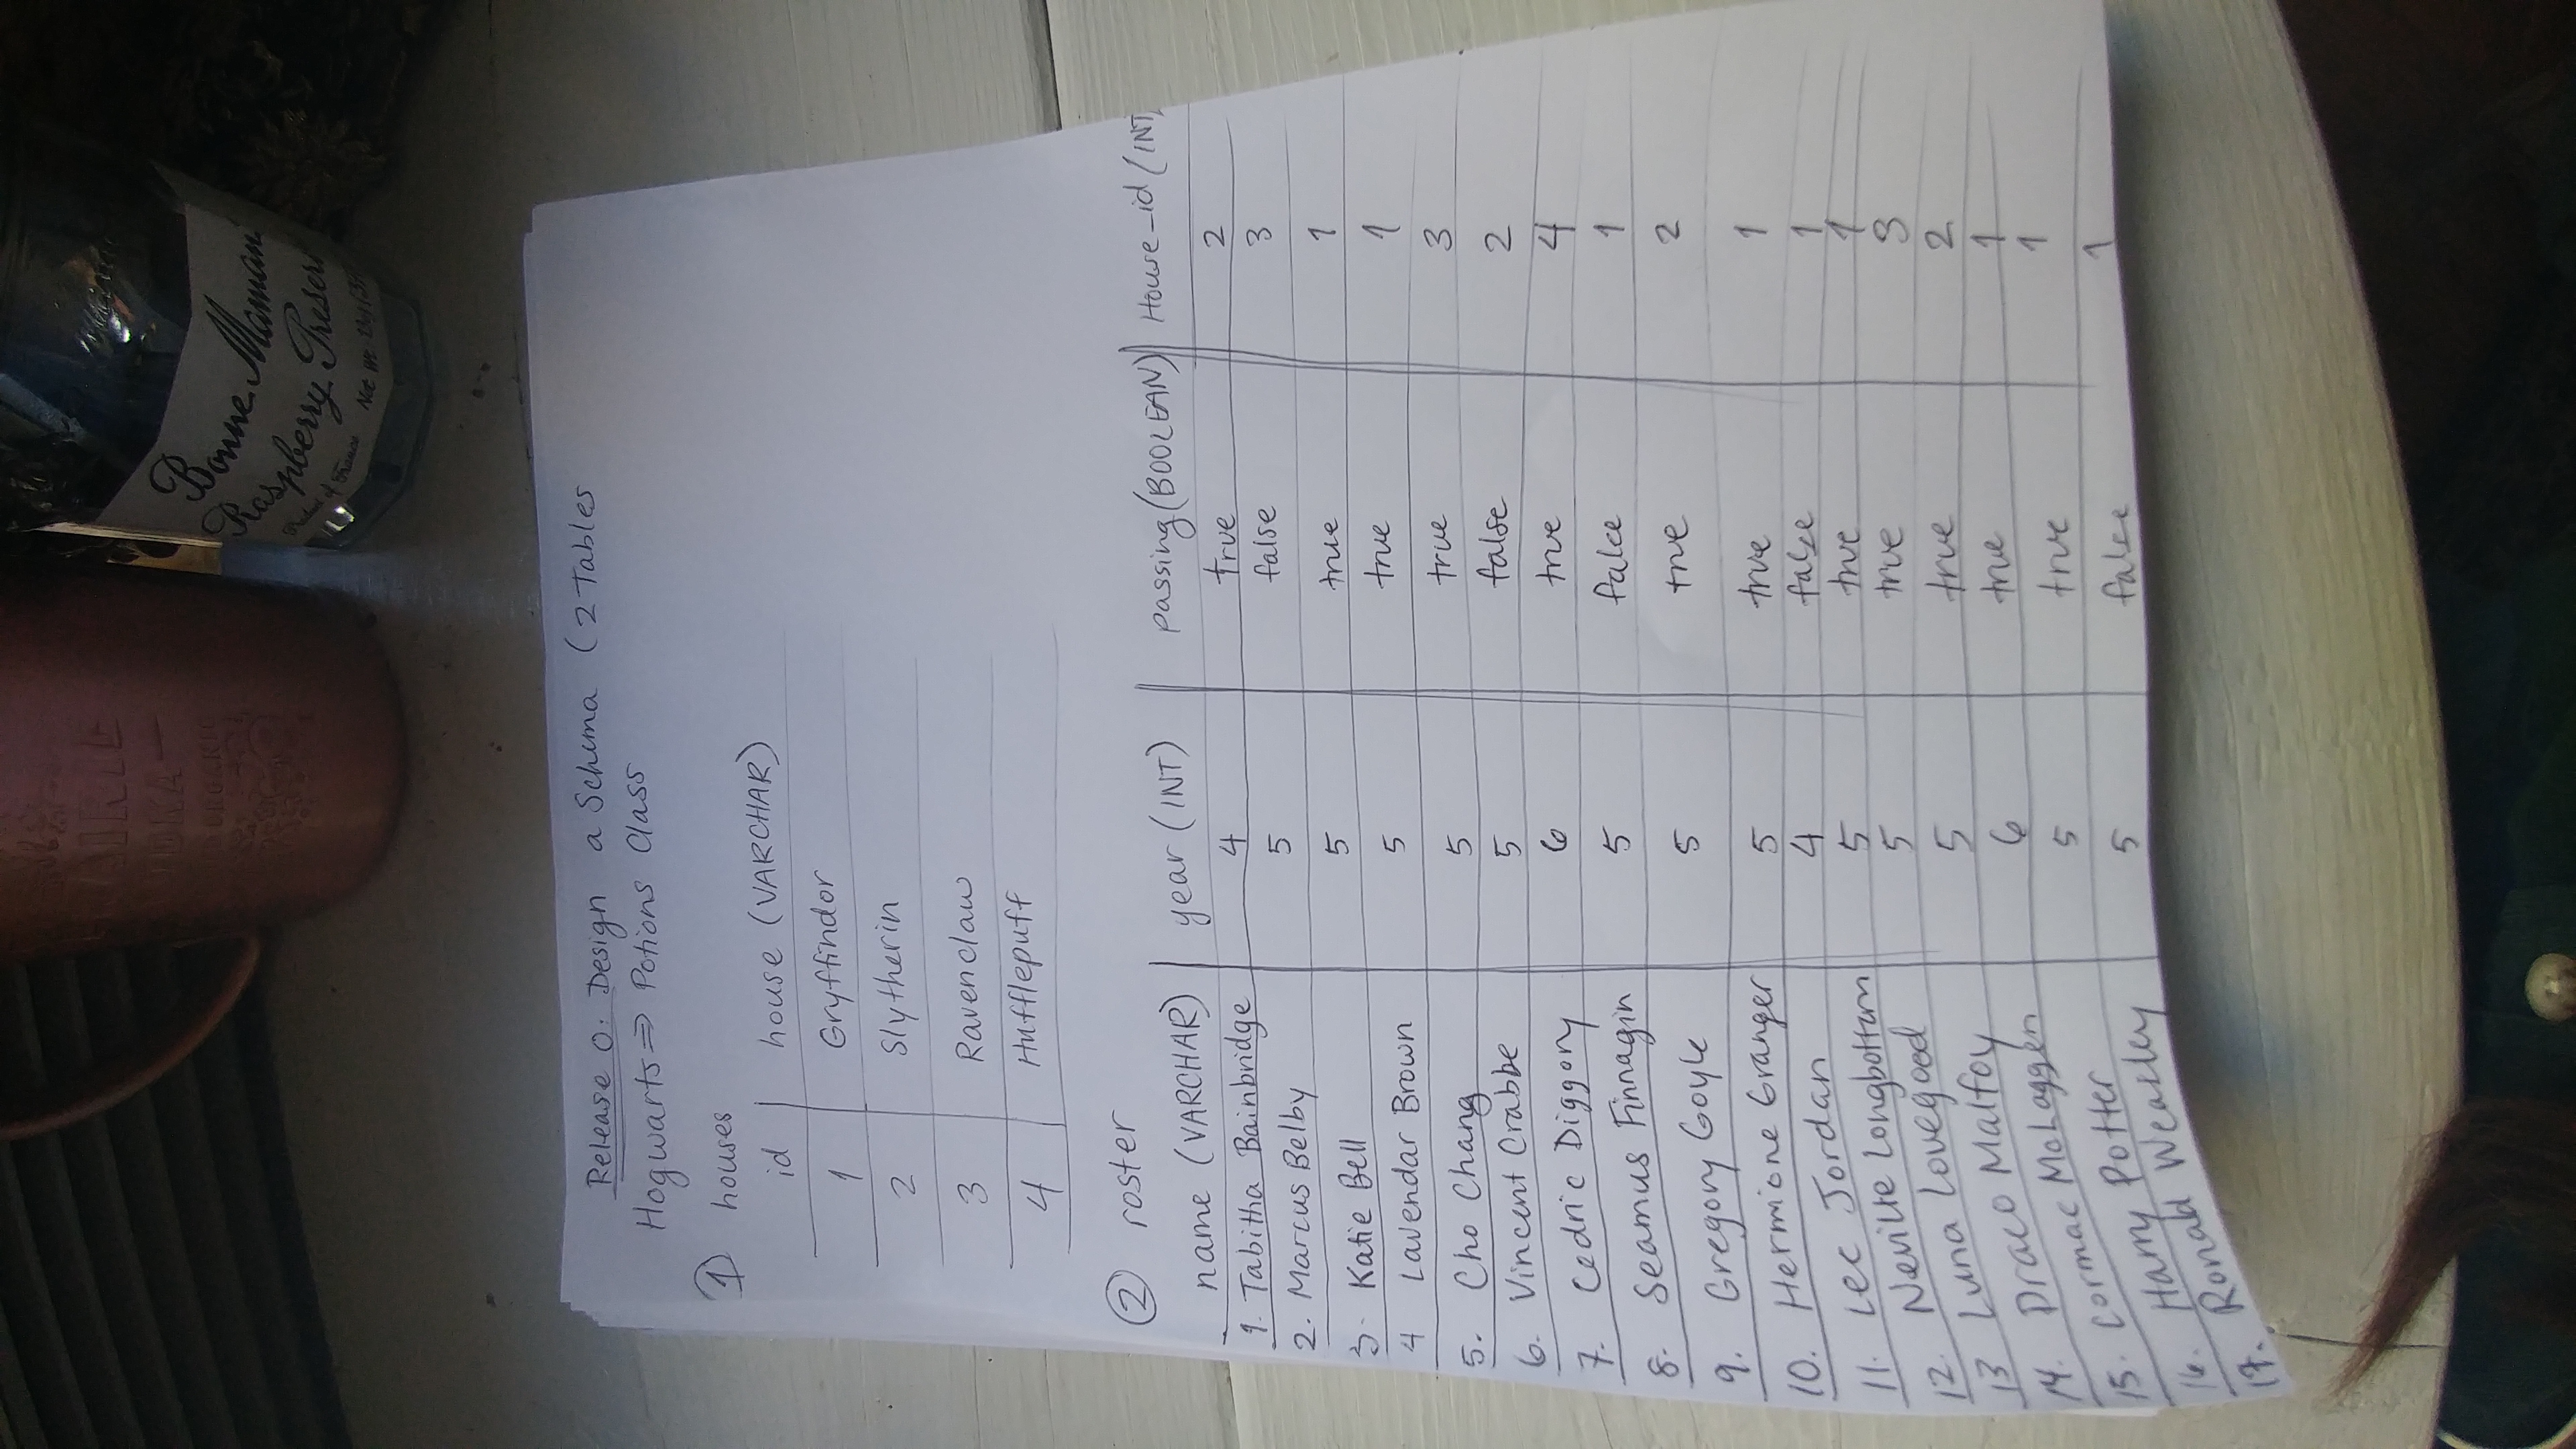 AIRIE
ODKA
ORGANIC
Bonne Maman
Raspberry Preser
Product of France
Net wt.
Release 0. Design a Schema (2 Tables
Hogwarts ⇒ Potions Class
1 houses
id house (VARCHAR)
1 Gryffindor
2 Slytherin
3 Ravenclaw
4 Hufflepuff
2 roster
name (VARCHAR) year (INT) passing (BOOLEAN) House_id (INT
1. Tabitha Bainbridge 4 true 2
2. Marcus Belby 5 false 3
3. Katie Bell 5 true 1
4 Lavendar Brown 5 true 1
5. Cho Chang 5 true 3
6. Vincent Crabbe 5 false 2
7. Cedric Diggory 6 true 4
8. Seamus Finnagin 5 false 1
9. Gregory Goyle 5 true 2
10. Hermione Granger 5 true 1
11. Lee Jordan 4 false 1
12. Neville Longbottom 5 true 1
13 Luna Lovegood 5 true 3
14. Draco Malfoy 5 true 2
15. Cormac McLaggen 6 true 1
16. Harry Potter 5 true 1
17. Ronald Weasley 5 false 1